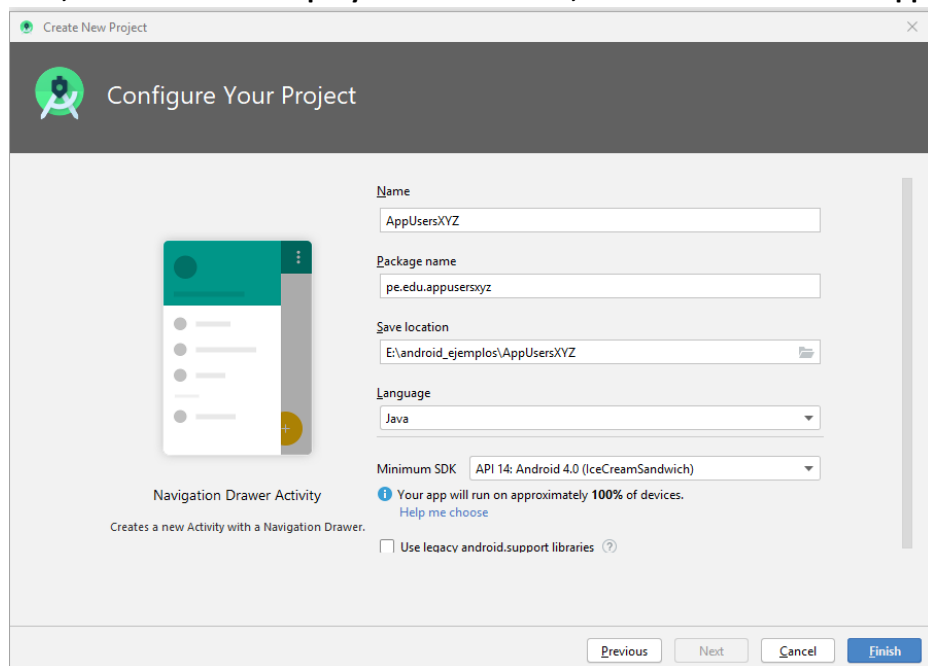 Create New Project
Configure Your Project
Name
AppUsersXYZ
Package name
pe.edu.appusersxyz
Save location
E:\android_ejemplos\AppUsersXYZ
Language
Java
Minimum SDK API 14: Android 4.0 (IceCreamSandwich)
Your app will run on approximately 100% of devices.
Help me choose
Use legacy android.support libraries ?
Navigation Drawer Activity
Creates a new Activity with a Navigation Drawer.
Previous Next Cancel Finish